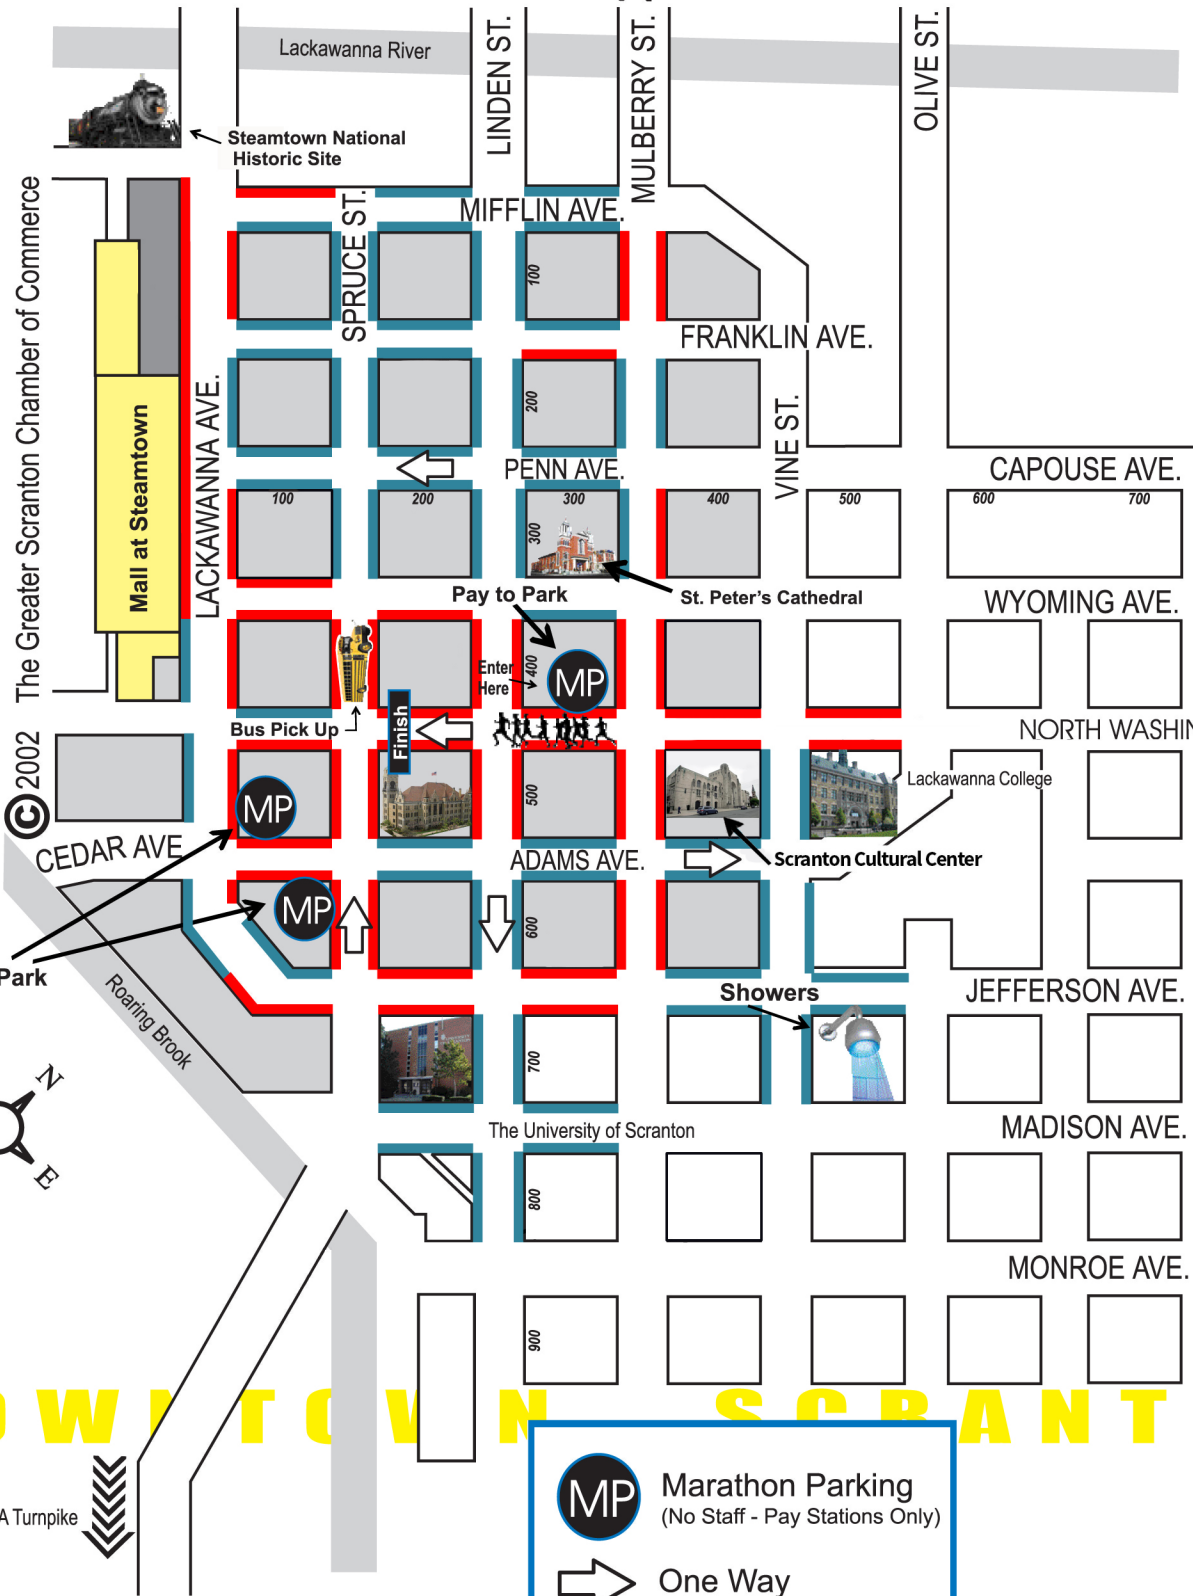 Lackawanna River
LINDEN ST.
MULBERRY ST.
OLIVE ST.
Steamtown National
Historic Site
The Greater Scranton Chamber of Commerce
© 2002
SPRUCE ST.
MIFFLIN AVE.
100
FRANKLIN AVE.
LACKAWANNA AVE.
Mall at Steamtown
200
VINE ST.
PENN AVE.
CAPOUSE AVE.
100
200
300
400
500
600
700
300
St. Peter's Cathedral
Pay to Park
WYOMING AVE.
Enter
Here
400
MP
Bus Pick Up
Finish
NORTH WASHIN
MP
500
Lackawanna College
CEDAR AVE
ADAMS AVE.
Scranton Cultural Center
MP
600
Park
Roaring Brook
Showers
JEFFERSON AVE.
N
E
700
The University of Scranton
MADISON AVE.
800
MONROE AVE.
900
OWNTOWN SCRANT
A Turnpike
MP
Marathon Parking
(No Staff - Pay Stations Only)
One Way